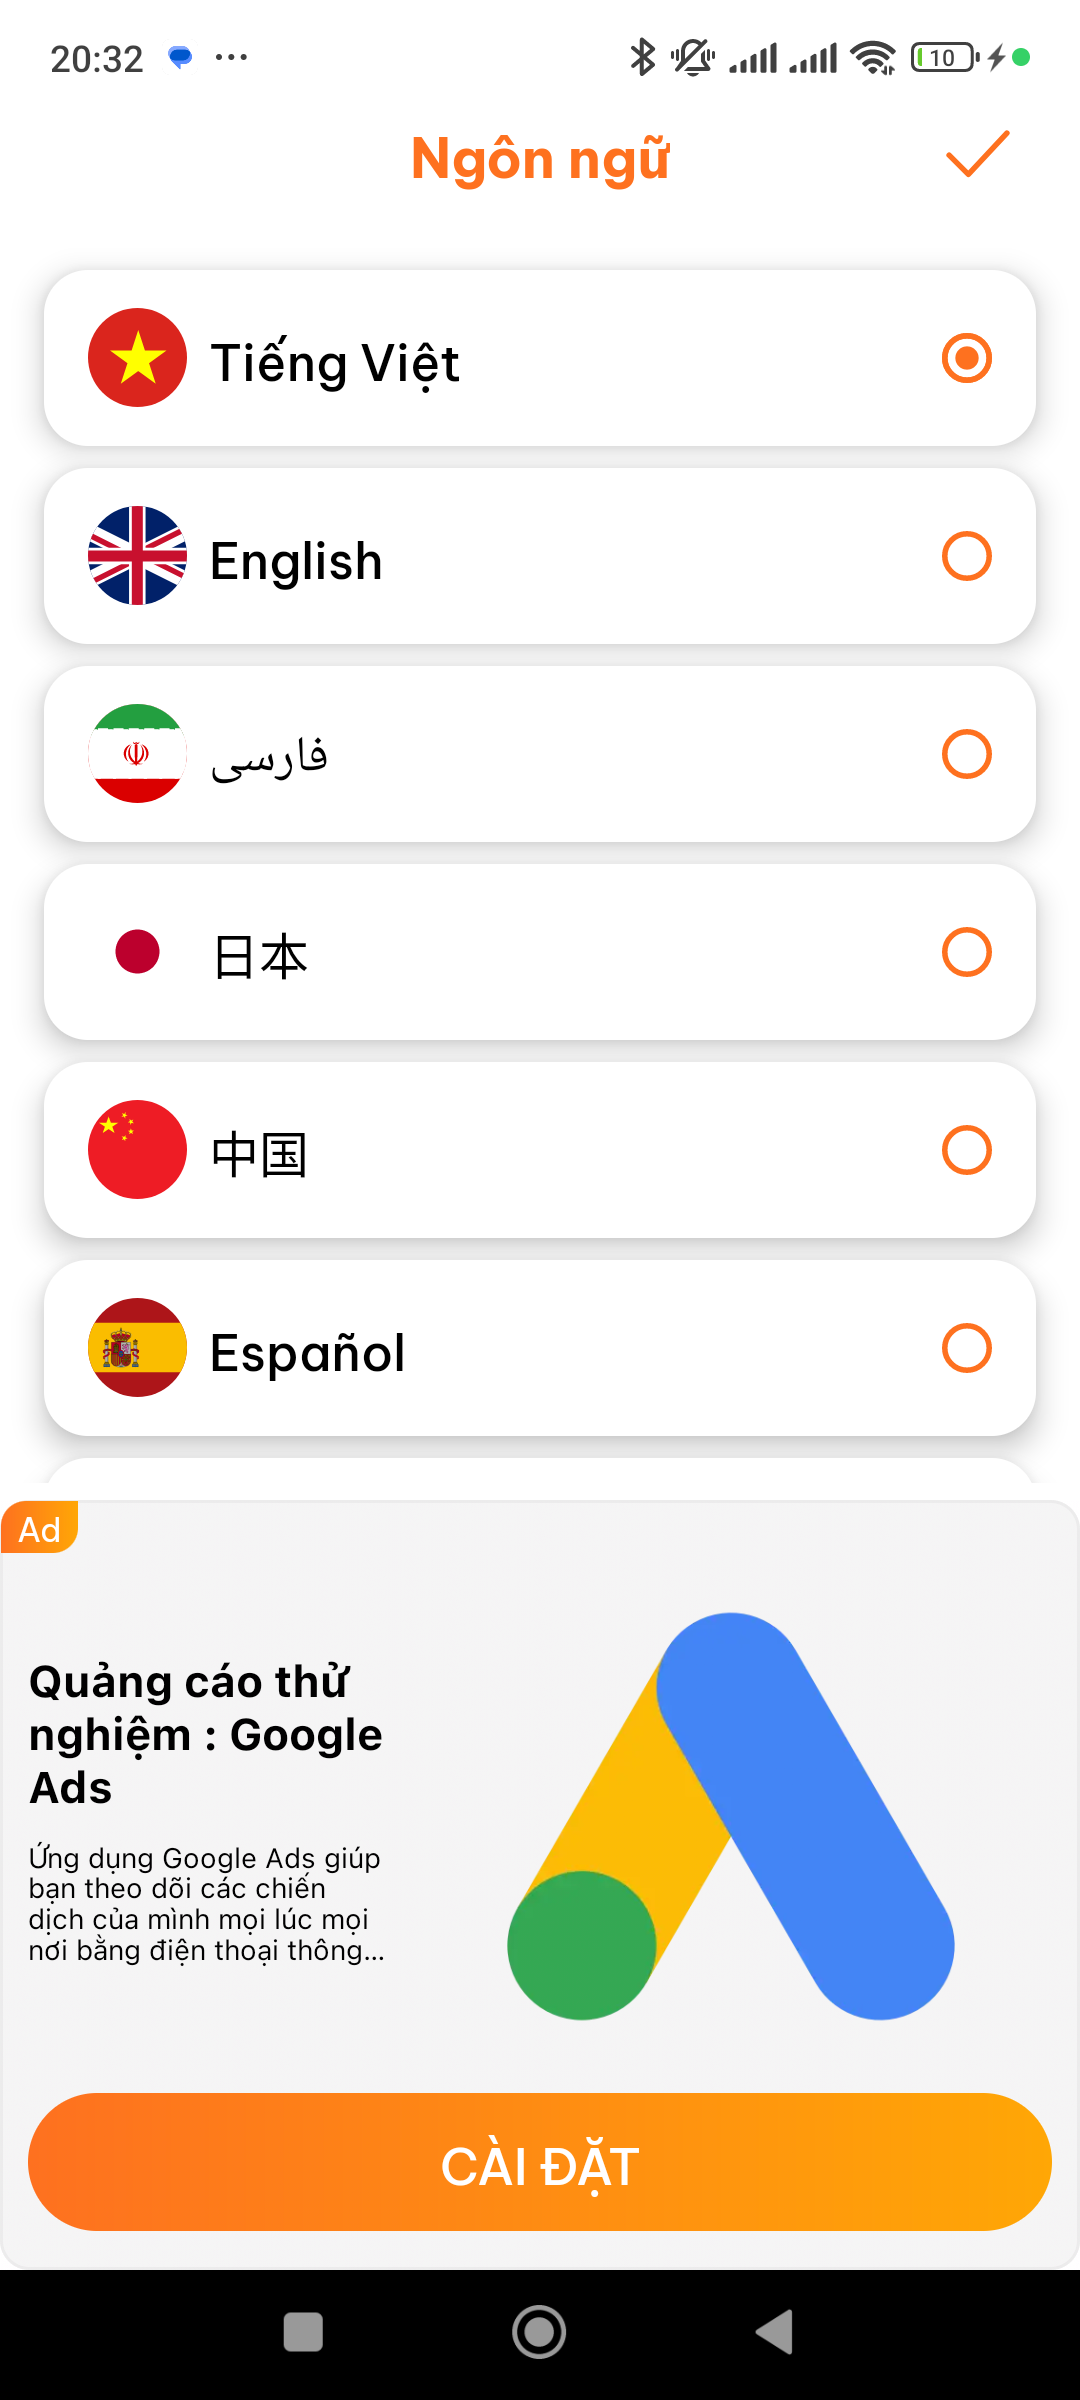 20:32
10
Ngôn ngữ
Tiếng Việt
English
فارسی
日本
中国
Español
Ad
Quảng cáo thử
nghiệm : Google
Ads
Ứng dụng Google Ads giúp
bạn theo dõi các chiến
dịch của mình mọi lúc mọi
nơi bằng điện thoại thông...
CÀI ĐẶT